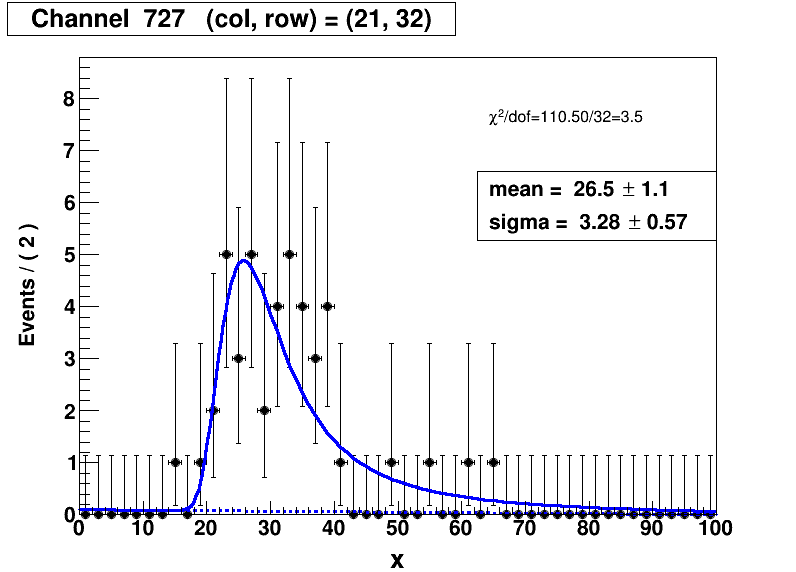 Channel 727 (col, row) = (21, 32)
χ²/dof=110.50/32=3.5
mean = 26.5 ± 1.1
sigma = 3.28 ± 0.57
Events / ( 2 )
8
7
6
5
4
3
2
1
0
0 10 20 30 40 50 60 70 80 90 100
x